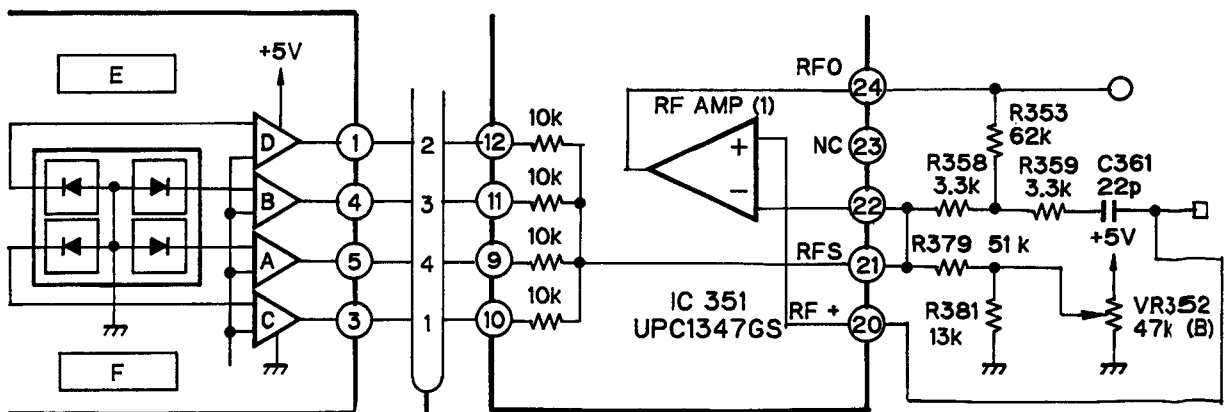 E
+5V
D
B
A
C
F
1
4
5
3
2
3
4
1
12
11
9
10
10k
10k
10k
10k
RF AMP (1)
+
−
IC 351
UPC1347GS
RFO
NC
RFS
RF +
24
23
22
21
20
R353
62k
R358
3.3k
R359
3.3k
C361
22p
+5V
R379 51k
R381
13k
VR352
47k (B)